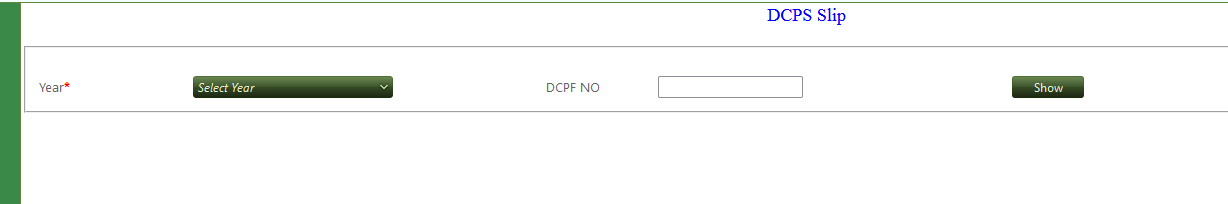 DCPS Slip
Year* Select Year DCPF NO Show